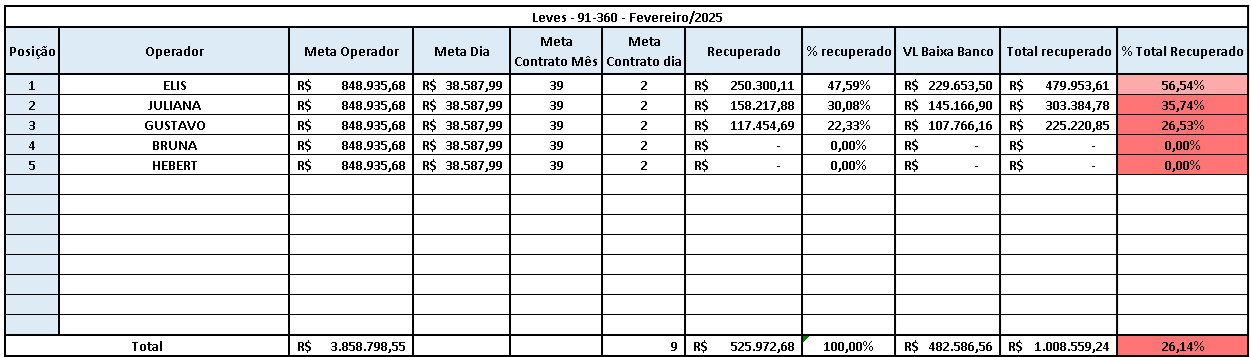 Leves - 91-360 - Fevereiro/2025
Posição Operador Meta Operador Meta Dia Meta Contrato Mês Meta Contrato dia Recuperado % recuperado VL Baixa Banco Total recuperado % Total Recuperado
1 ELIS R$ 848.935,68 R$ 38.587,99 39 2 R$ 250.300,11 47,59% R$ 229.653,50 R$ 479.953,61 56,54%
2 JULIANA R$ 848.935,68 R$ 38.587,99 39 2 R$ 158.217,88 30,08% R$ 145.166,90 R$ 303.384,78 35,74%
3 GUSTAVO R$ 848.935,68 R$ 38.587,99 39 2 R$ 117.454,69 22,33% R$ 107.766,16 R$ 225.220,85 26,53%
4 BRUNA R$ 848.935,68 R$ 38.587,99 39 2 R$ - 0,00% R$ - R$ - 0,00%
5 HEBERT R$ 848.935,68 R$ 38.587,99 39 2 R$ - 0,00% R$ - R$ - 0,00%
Total R$ 3.858.798,55 9 R$ 525.972,68 100,00% R$ 482.586,56 R$ 1.008.559,24 26,14%